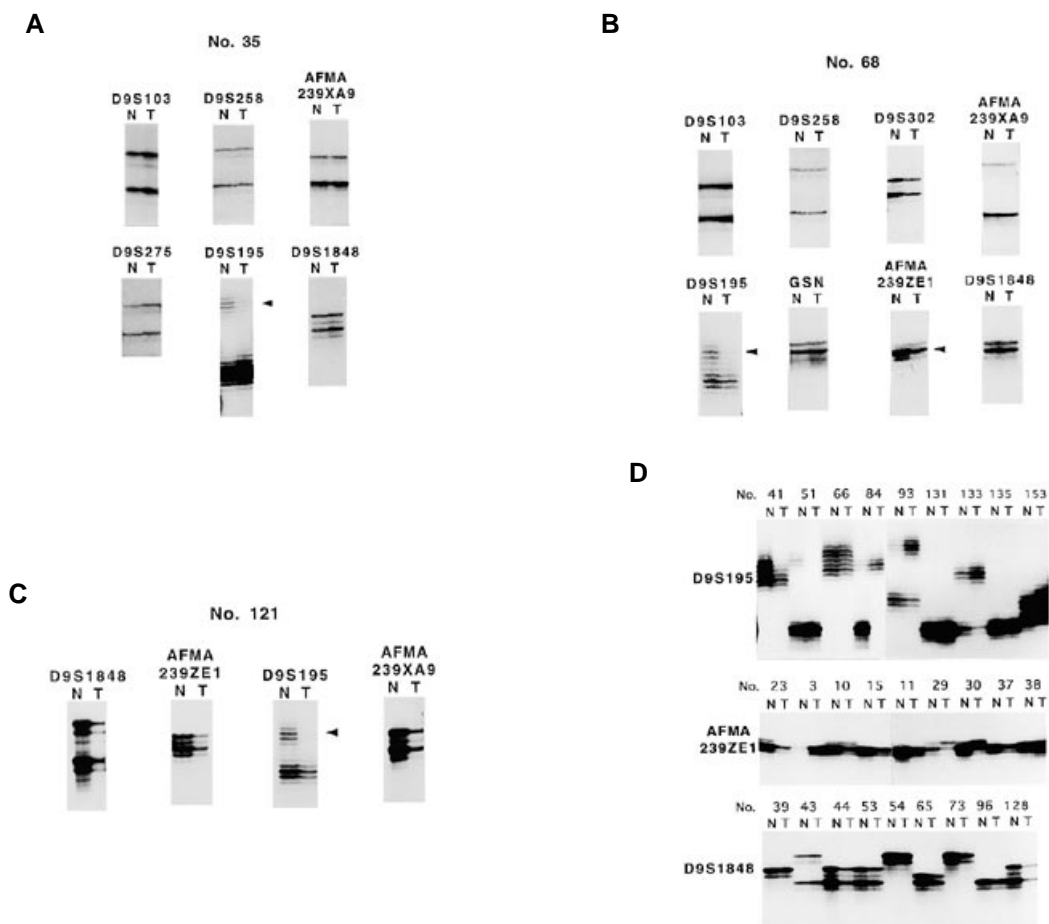 A
No. 35
D9S103 D9S258 AFMA 239XA9
N T N T N T
D9S275 D9S195 D9S1848
N T N T N T
B
No. 68
D9S103 D9S258 D9S302 AFMA 239XA9
N T N T N T N T
D9S195 GSN AFMA 239ZE1 D9S1848
N T N T N T N T
C
No. 121
D9S1848 AFMA 239ZE1 D9S195 AFMA 239XA9
N T N T N T N T
D
No. 41 51 66 84 93 131 133 135 153
N T N T N T N T N T N T N T N T N T
D9S195
No. 23 3 10 15 11 29 30 37 38
N T N T N T N T N T N T N T N T N T
AFMA
239ZE1
No. 39 43 44 53 54 65 73 96 128
N T N T N T N T N T N T N T N T N T
D9S1848